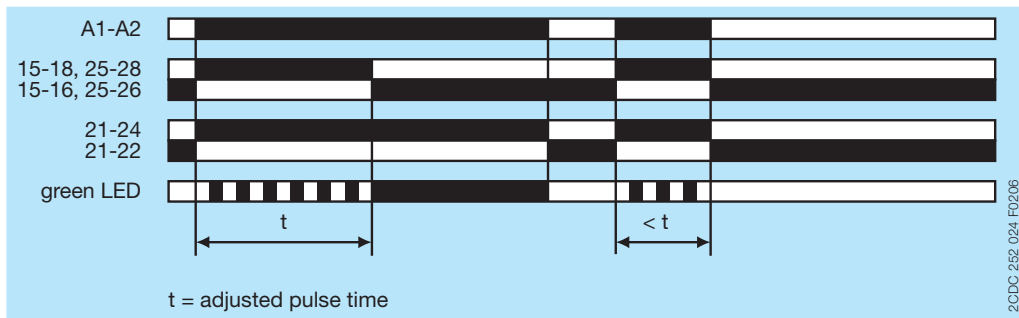 A1-A2
15-18, 25-28
15-16, 25-26
21-24
21-22
green LED
t
< t
t = adjusted pulse time
2CDC 252 024 F0206